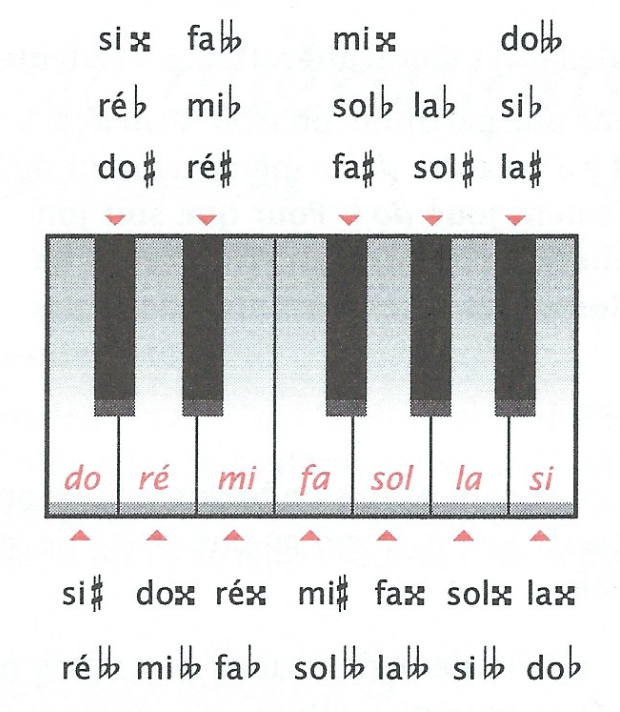 si𝄪 fa𝄫 mi𝄪 do𝄫
ré♭ mi♭ sol♭ la♭ si♭
do♯ ré♯ fa♯ sol♯ la♯
do ré mi fa sol la si
si♯ do𝄪 ré𝄪 mi♯ fa𝄪 sol𝄪 la𝄪
ré𝄫 mi𝄫 fa♭ sol𝄫 la𝄫 si𝄫 do♭